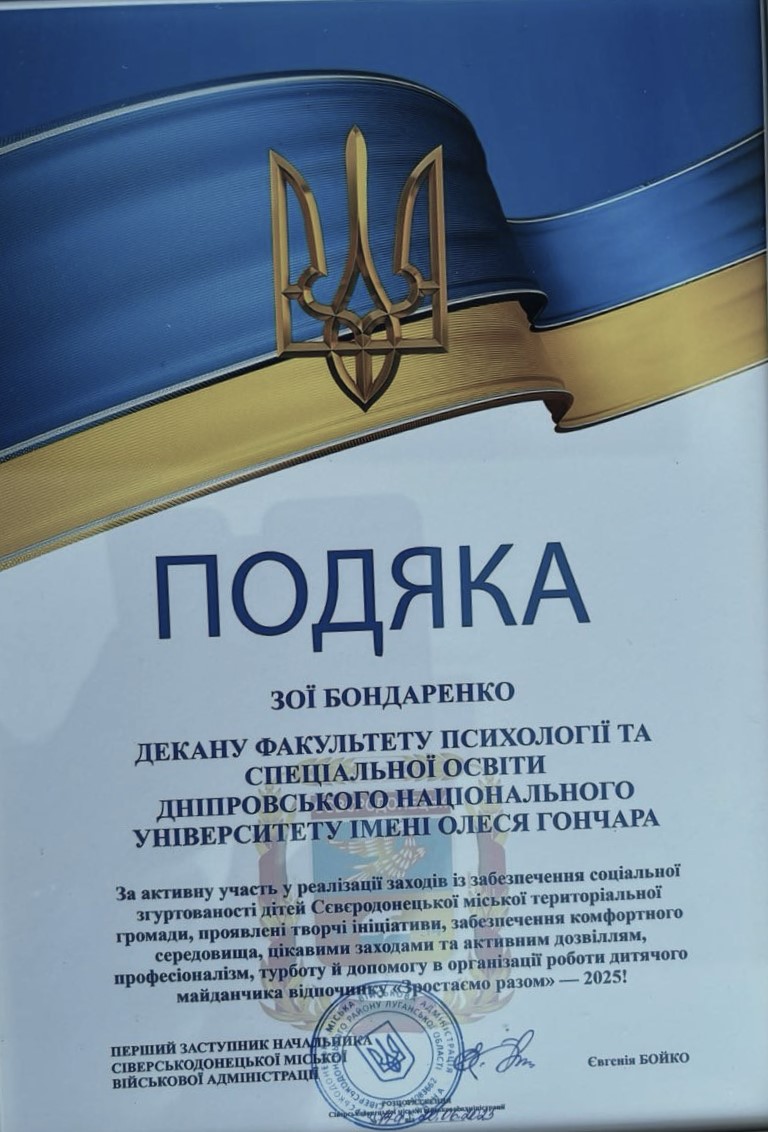 ПОДЯКА
ЗОЇ БОНДАРЕНКО
ДЕКАНУ ФАКУЛЬТЕТУ ПСИХОЛОГІЇ ТА
СПЕЦІАЛЬНОЇ ОСВІТИ
ДНІПРОВСЬКОГО НАЦІОНАЛЬНОГО
УНІВЕРСИТЕТУ ІМЕНІ ОЛЕСЯ ГОНЧАРА
За активну участь у реалізації заходів із забезпечення соціальної
згуртованості дітей Сєвєродонецької міської територіальної
громади, проявлені творчі ініціативи, забезпечення комфортного
середовища, цікавими заходами та активним дозвіллям,
професіоналізм, турботу й допомогу в організації роботи дитячого
майданчика відпочинку «Зростаємо разом» — 2025!
ПЕРШИЙ ЗАСТУПНИК НАЧАЛЬНИКА
СІВЕРСЬКОДОНЕЦЬКОЇ МІСЬКОЇ
ВІЙСЬКОВОЇ АДМІНІСТРАЦІЇ
Євгенія БОЙКО
РОЗПОРЯДЖЕННЯ